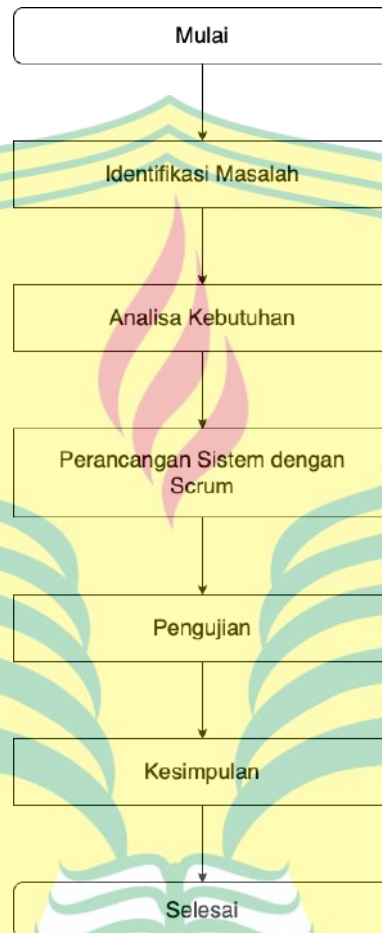 Mulai
Identifikasi Masalah
Analisa Kebutuhan
Perancangan Sistem dengan
Scrum
Pengujian
Kesimpulan
Selesai